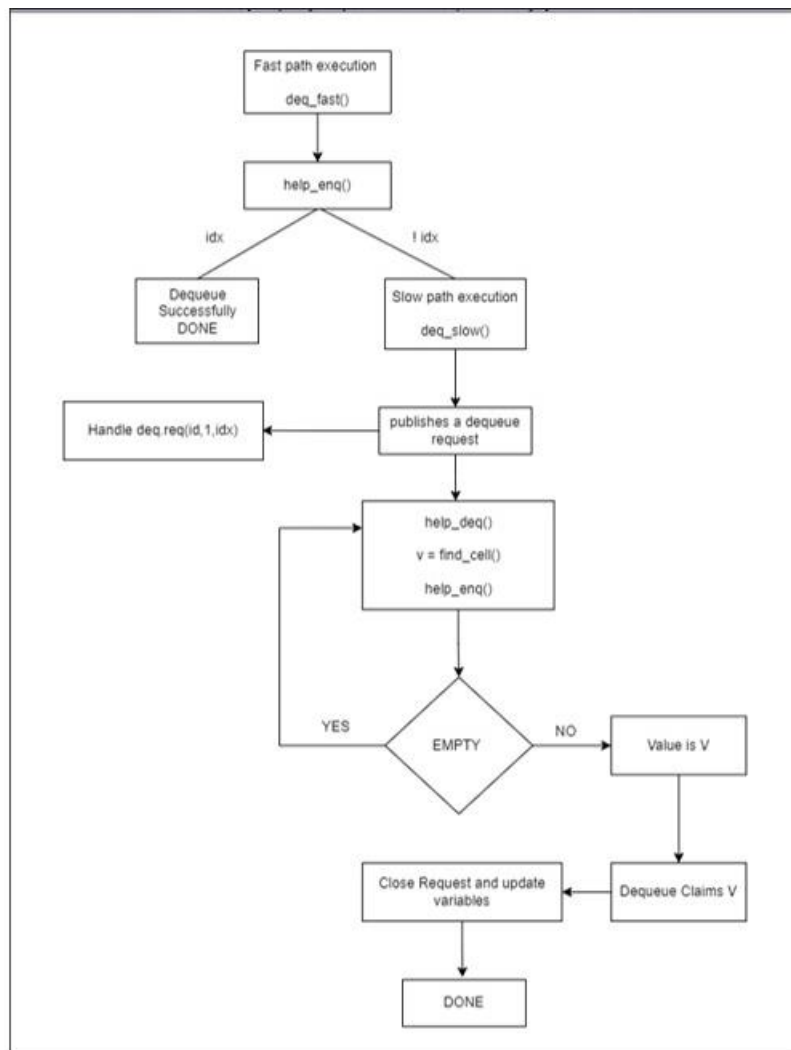 Fast path execution
deq_fast()
help_enq()
idx
! idx
Dequeue
Successfully
DONE
Slow path execution
deq_slow()
Handle deq.req(id,1,idx)
publishes a dequeue
request
help_deq()
v = find_cell()
help_enq()
YES
EMPTY
NO
Value is V
Close Request and update
variables
Dequeue Claims V
DONE